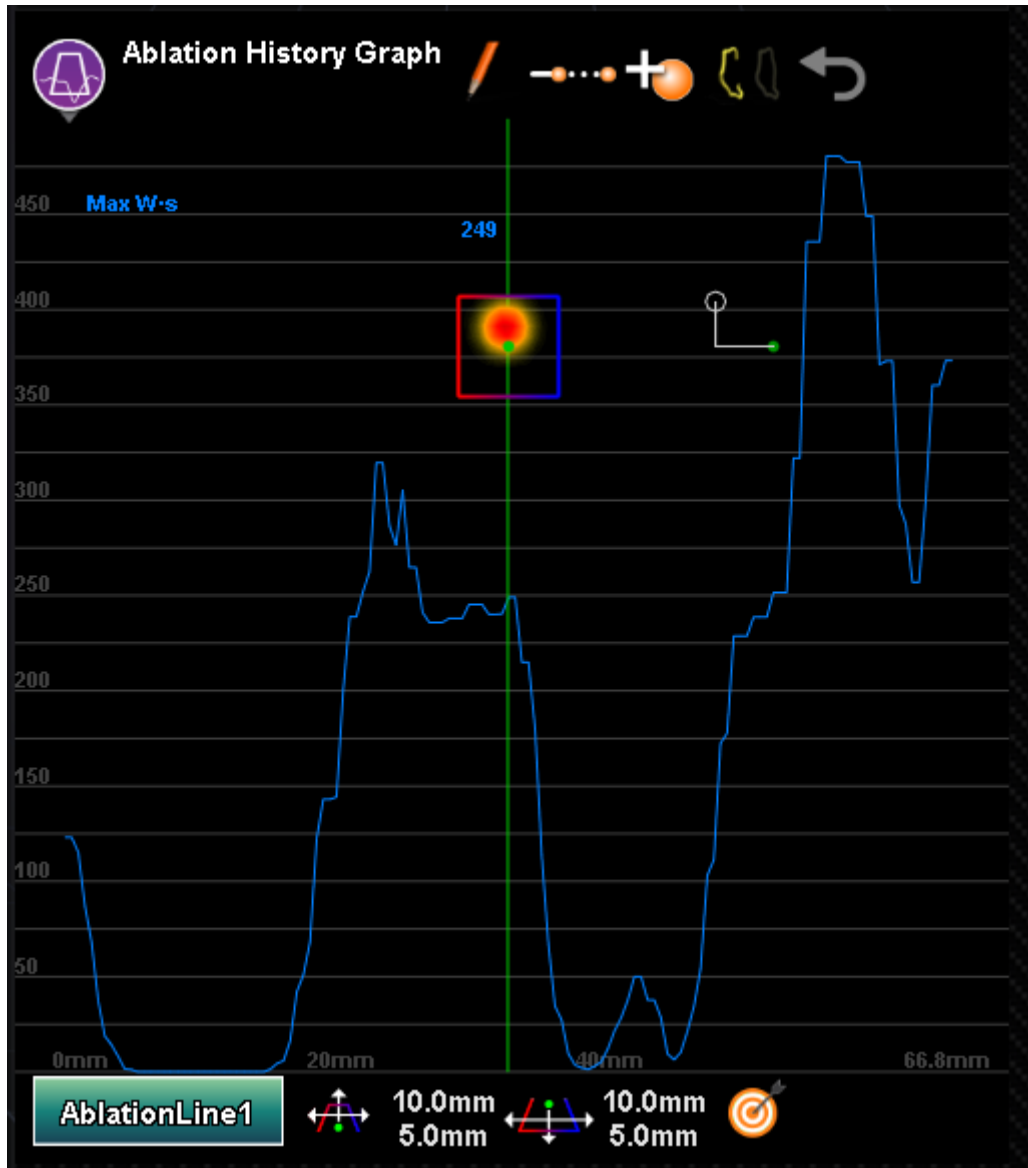 Ablation History Graph
450
Max W·s
249
400
350
300
250
200
150
100
50
0mm 20mm 40mm 66.8mm
AblationLine1
10.0mm
5.0mm
10.0mm
5.0mm